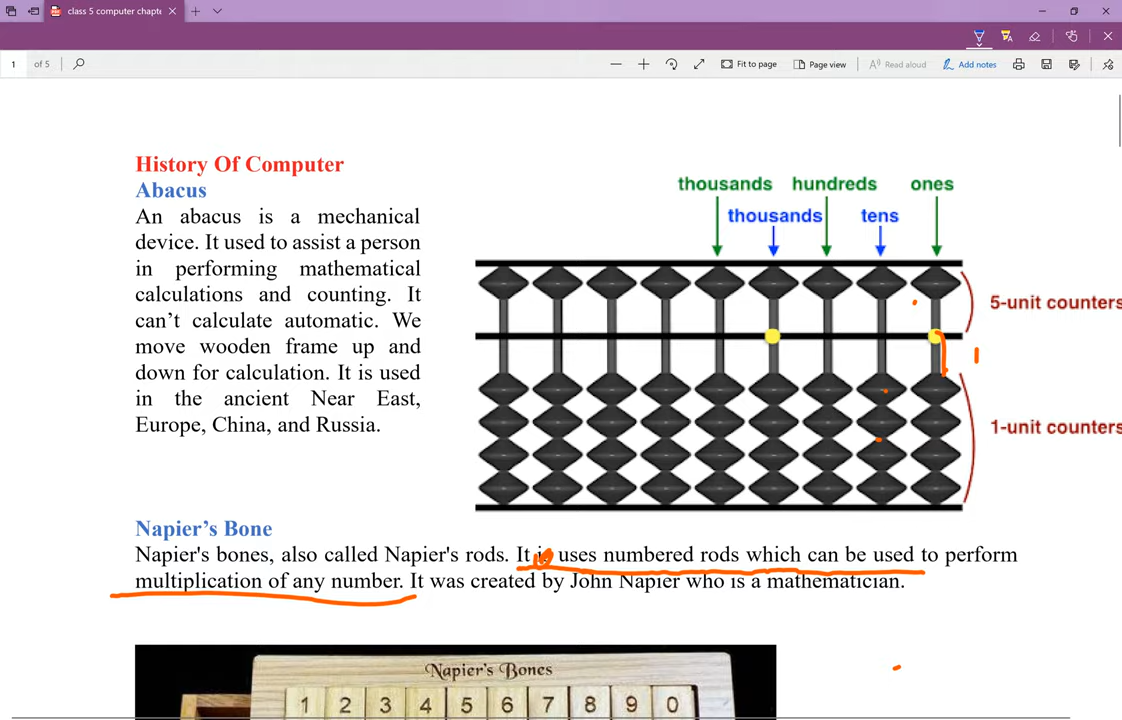 class 5 computer chapte
1 of 5
Fit to page
Page view
Read aloud
Add notes
History Of Computer
Abacus
An abacus is a mechanical
device. It used to assist a person
in performing mathematical
calculations and counting. It
can’t calculate automatic. We
move wooden frame up and
down for calculation. It is used
in the ancient Near East,
Europe, China, and Russia.
thousands hundreds ones
thousands tens
5-unit counters
1
1-unit counters
Napier’s Bone
Napier's bones, also called Napier's rods. It uses numbered rods which can be used to perform
multiplication of any number. It was created by John Napier who is a mathematician.
Napier's Bones
1 2 3 4 5 6 7 8 9 0